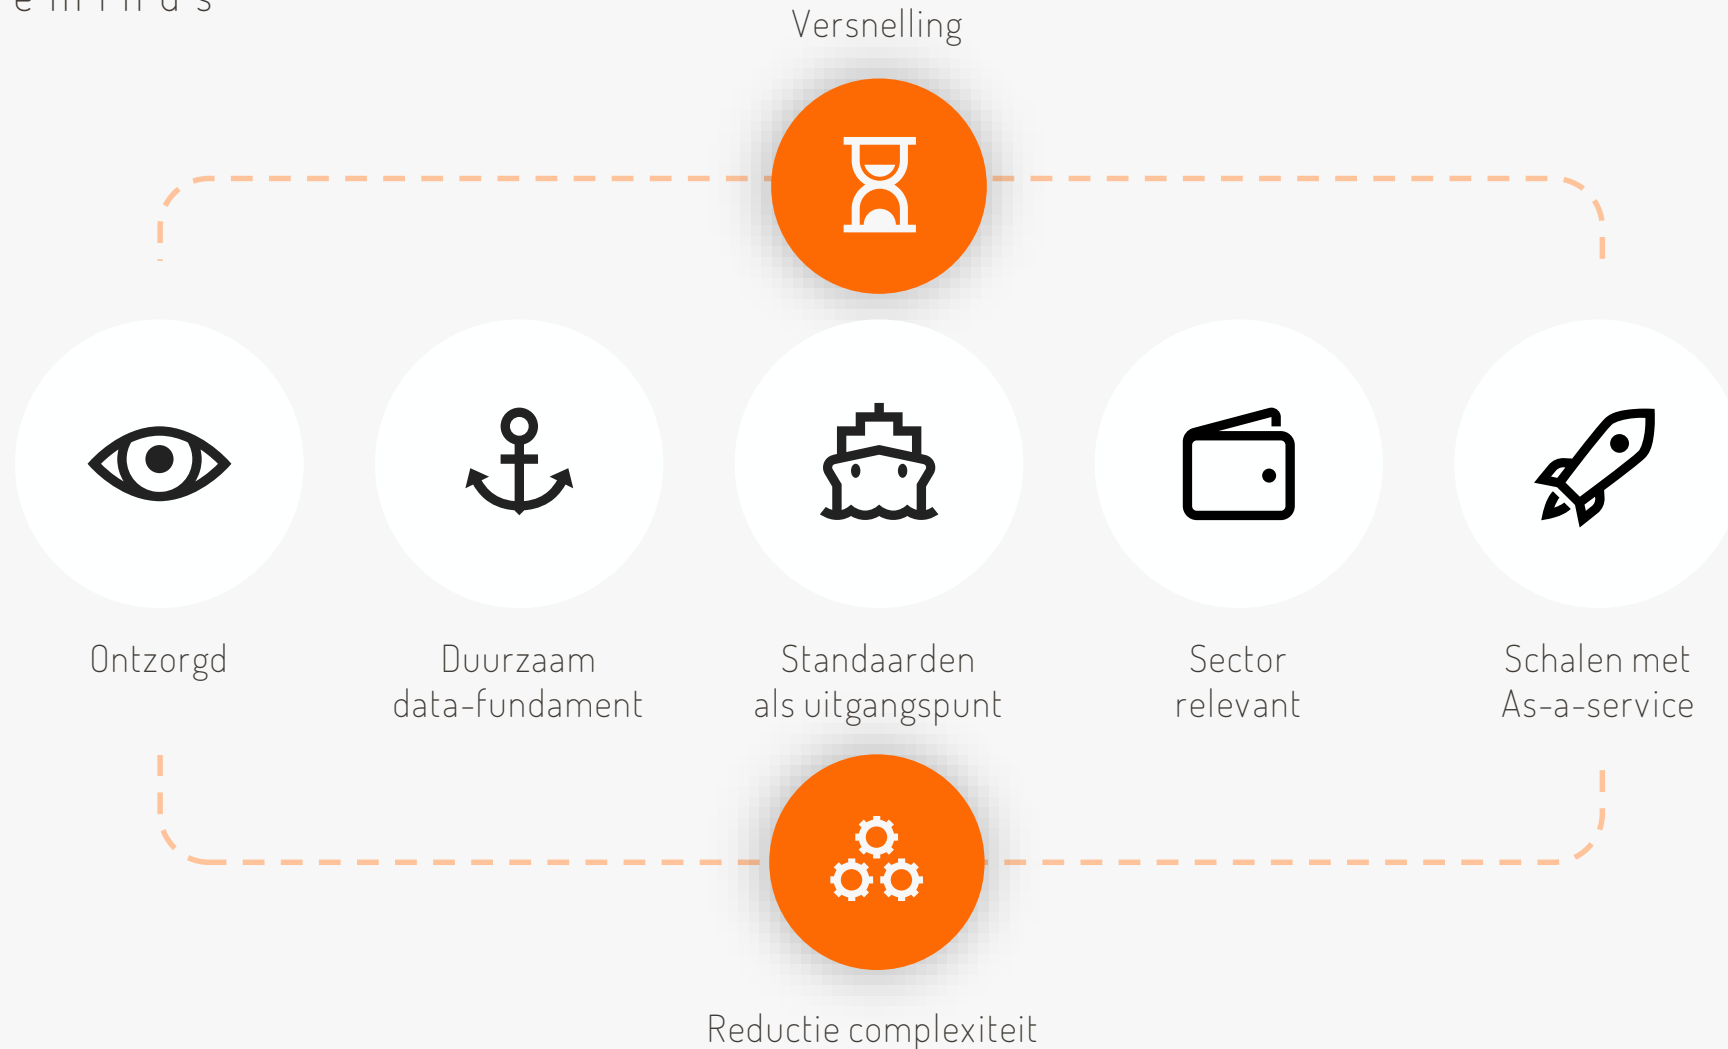 Versnelling
Ontzorgd
Duurzaam
data-fundament
Standaarden
als uitgangspunt
Sector
relevant
Schalen met
As-a-service
Reductie complexiteit